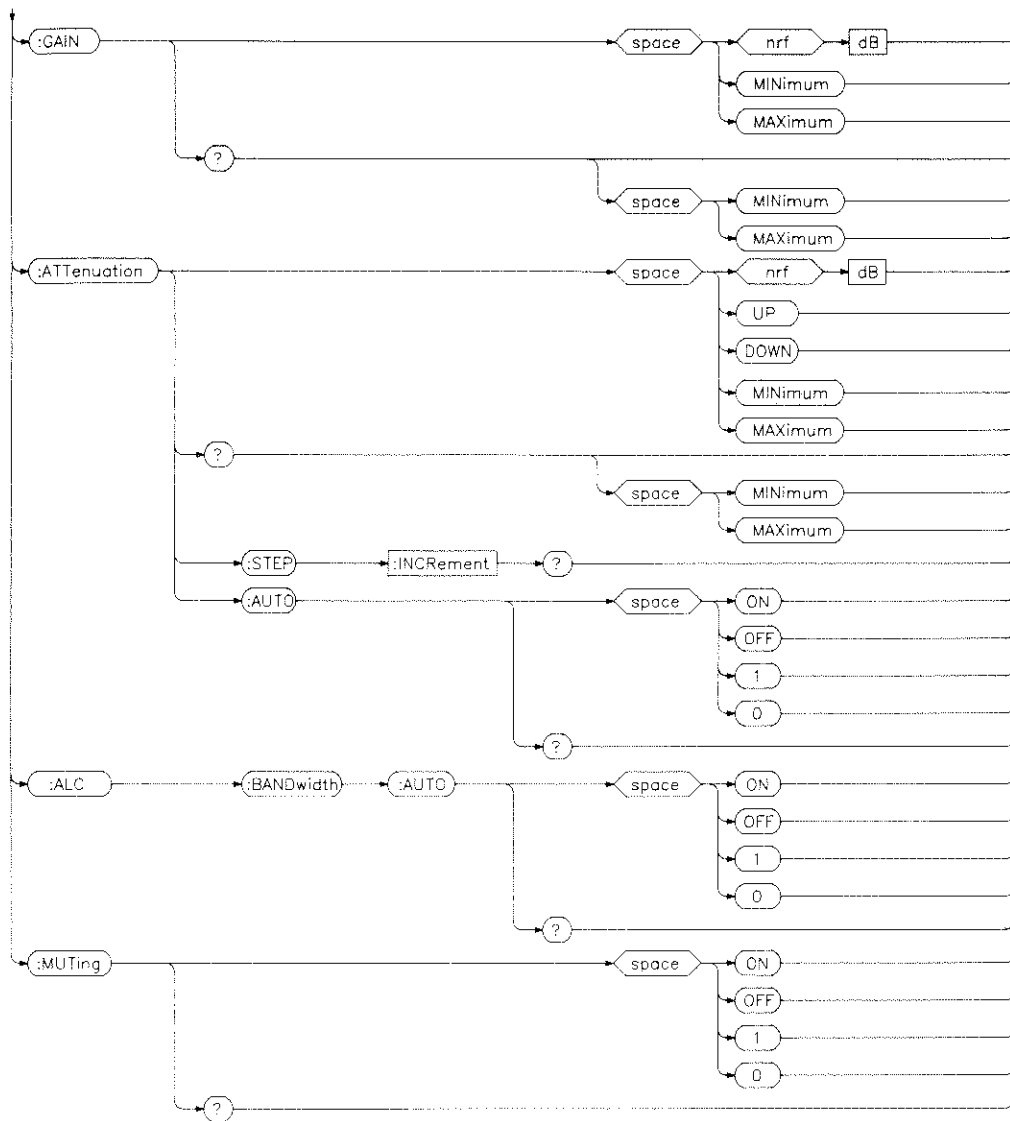 :GAIN space nrf dB
MINimum
MAXimum
?
space MINimum
MAXimum
:ATTenuation space nrf dB
UP
DOWN
MINimum
MAXimum
?
space MINimum
MAXimum
:STEP :INCRement ?
:AUTO space ON
OFF
1
0
?
:ALC :BANDwidth :AUTO space ON
OFF
1
0
?
:MUTing space ON
OFF
1
0
?